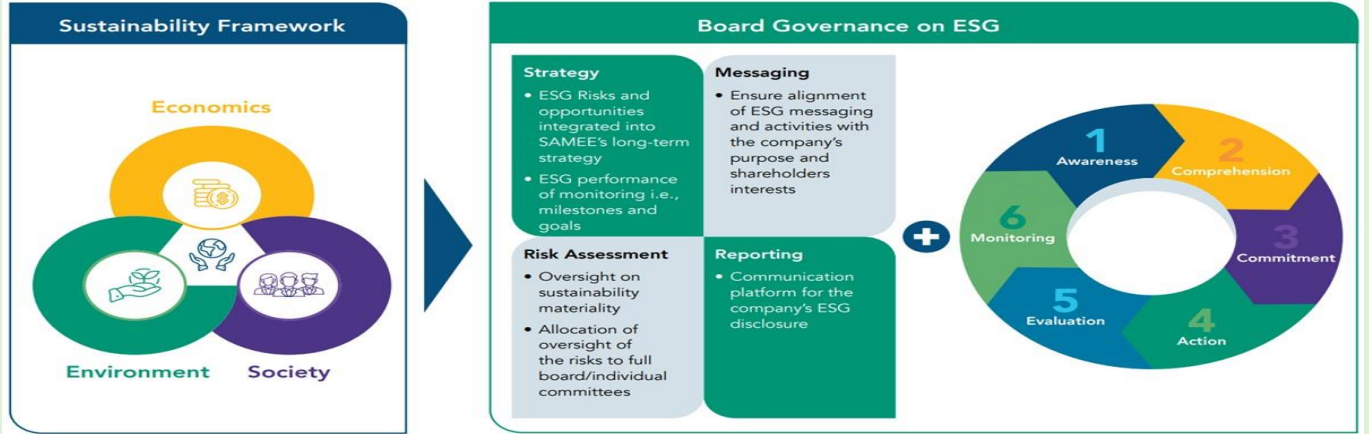 Sustainability Framework
Economics
Environment
Society
Board Governance on ESG
Strategy
• ESG Risks and
opportunities
integrated into
SAMEE's long-term
strategy
• ESG performance
of monitoring i.e.,
milestones and
goals
Messaging
• Ensure alignment
of ESG messaging
and activities with
the company's
purpose and
shareholders
interests
Risk Assessment
• Oversight on
sustainability
materiality
• Allocation of
oversight of
the risks to full
board/individual
committees
Reporting
• Communication
platform for the
company's ESG
disclosure
+
1
Awareness
2
Comprehension
3
Commitment
4
Action
5
Evaluation
6
Monitoring